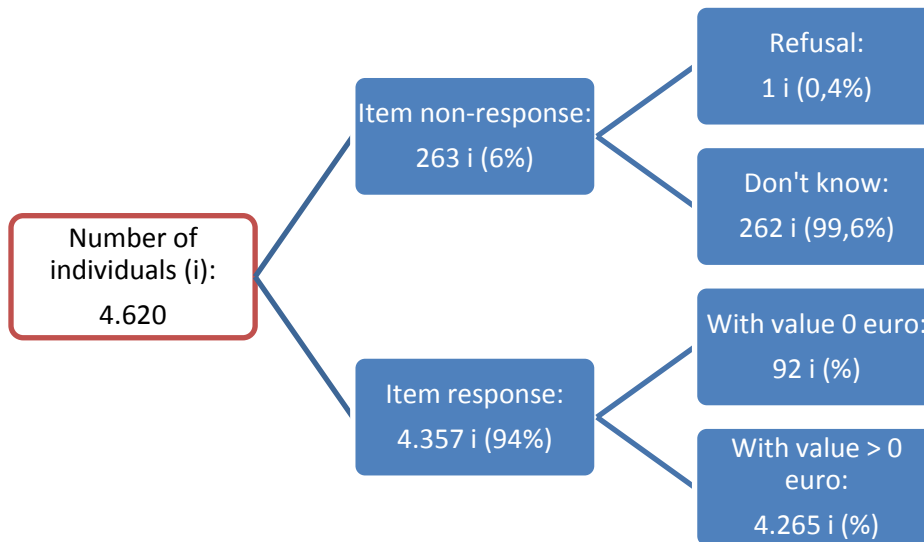 Number of
individuals (i):
4.620
Item non-response:
263 i (6%)
Refusal:
1 i (0,4%)
Don't know:
262 i (99,6%)
Item response:
4.357 i (94%)
With value 0 euro:
92 i (%)
With value > 0
euro:
4.265 i (%)